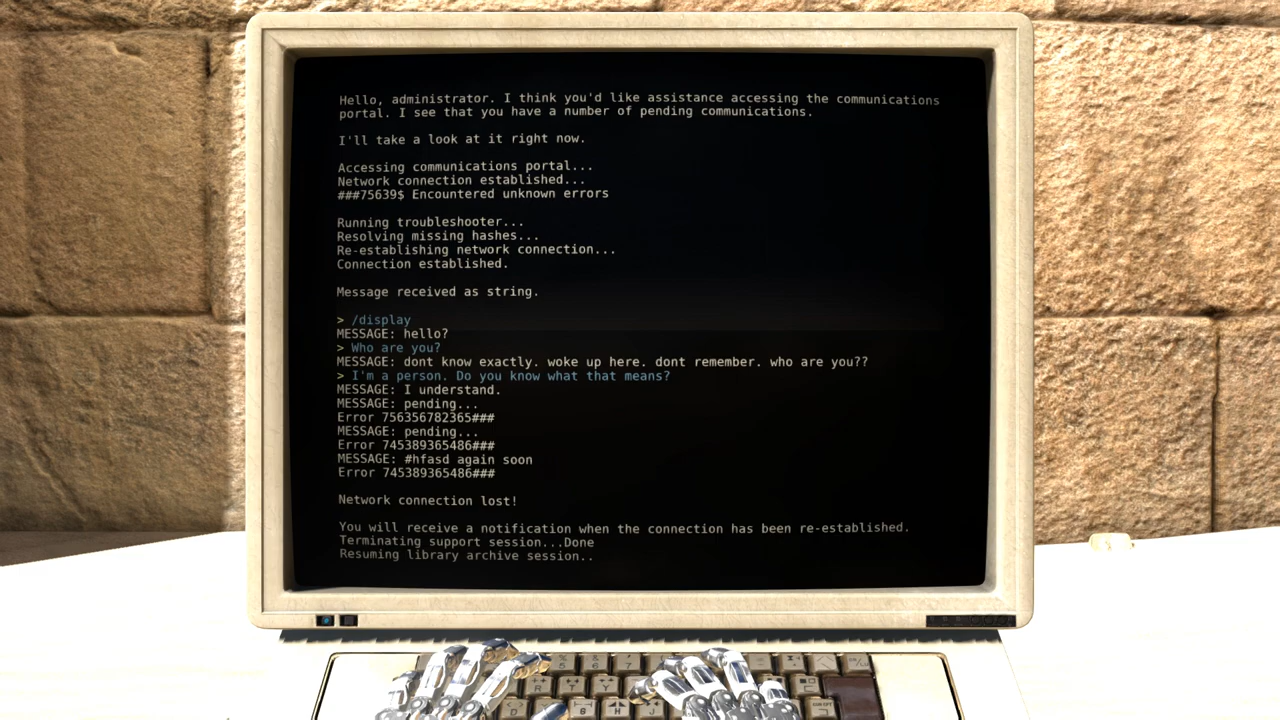 Hello, administrator. I think you'd like assistance accessing the communications
portal. I see that you have a number of pending communications.
I'll take a look at it right now.
Accessing communications portal...
Network connection established...
###75639$ Encountered unknown errors
Running troubleshooter...
Resolving missing hashes...
Re-establishing network connection...
Connection established.
Message received as string.
> /display
MESSAGE: hello?
> Who are you?
MESSAGE: dont know exactly. woke up here. dont remember. who are you??
> I'm a person. Do you know what that means?
MESSAGE: I understand.
MESSAGE: pending...
Error 756356782365###
MESSAGE: pending...
Error 745389365486###
MESSAGE: #hfasd again soon
Error 745389365486###
Network connection lost!
You will receive a notification when the connection has been re-established.
Terminating support session...Done
Resuming library archive session..
5 6 7
R T Y
D G H J